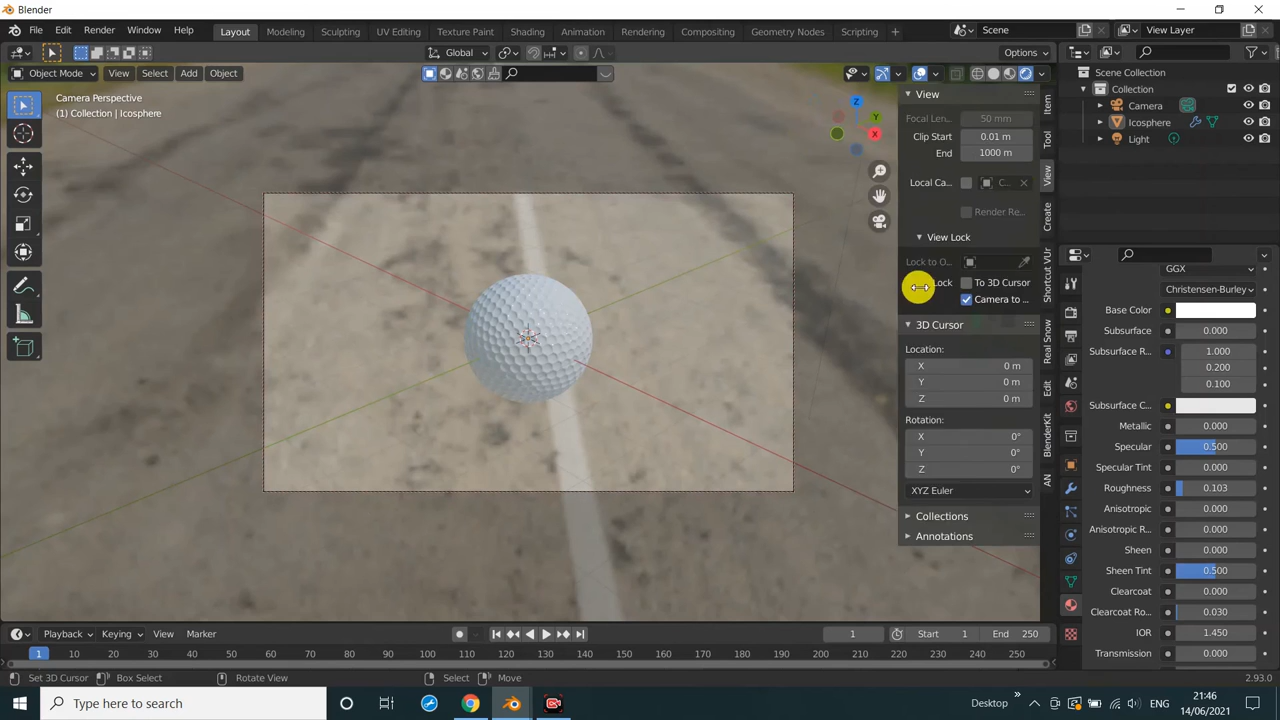 Blender
File Edit Render Window Help Layout Modeling Sculpting UV Editing Texture Paint Shading Animation Rendering Compositing Geometry Nodes Scripting + Scene View Layer
Global Options
Object Mode View Select Add Object
Camera Perspective
(1) Collection | Icosphere
Z
Y
X
View
Focal Len... 50 mm
Clip Start 0.01 m
End 1000 m
Local Ca... C...
Render Re...
View Lock
Lock to O...
Lock To 3D Cursor
Camera to ...
3D Cursor
Location:
X 0 m
Y 0 m
Z 0 m
Rotation:
X 0°
Y 0°
Z 0°
XYZ Euler
Collections
Annotations
Item
Tool
View
Create
Shortcut VUr
Real Snow
Edit
BlenderKit
AN
Scene Collection
Collection
Camera
Icosphere
Light
GGX
Christensen-Burley
Base Color
Subsurface 0.000
Subsurface R... 1.000
0.200
0.100
Subsurface C...
Metallic 0.000
Specular 0.500
Specular Tint 0.000
Roughness 0.103
Anisotropic 0.000
Anisotropic R... 0.000
Sheen 0.000
Sheen Tint 0.500
Clearcoat 0.000
Clearcoat Ro... 0.030
IOR 1.450
Transmission 0.000
Playback Keying View Marker 1 Start 1 End 250
1 10 20 30 40 50 60 70 80 90 100 110 120 130 140 150 160 170 180 190 200 210 220 230 240 250
Set 3D Cursor Box Select Rotate View Select Move 2.93.0
Type here to search Desktop ENG 21:46
14/06/2021